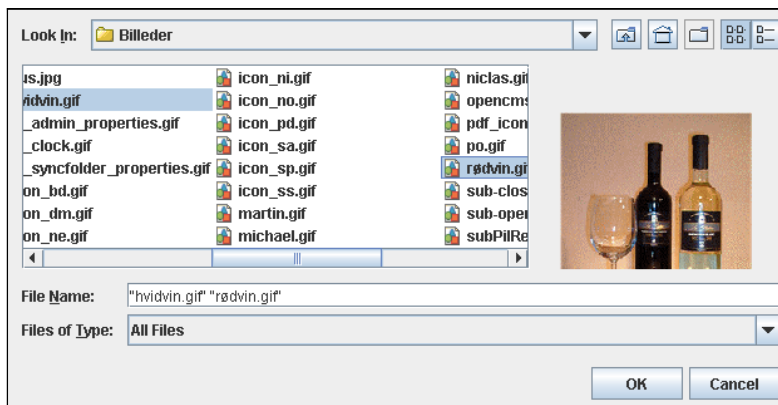 Look In: Billeder
us.jpg
vidvin.gif
_admin_properties.gif
_clock.gif
_syncfolder_properties.gif
on_bd.gif
on_dm.gif
on_ne.gif
icon_ni.gif
icon_no.gif
icon_pd.gif
icon_sa.gif
icon_sp.gif
icon_ss.gif
martin.gif
michael.gif
niclas.gif
opencms
pdf_icon
po.gif
rødvin.gif
sub-clos
sub-oper
subPilRe
File Name: "hvidvin.gif" "rødvin.gif"
Files of Type: All Files
OK Cancel